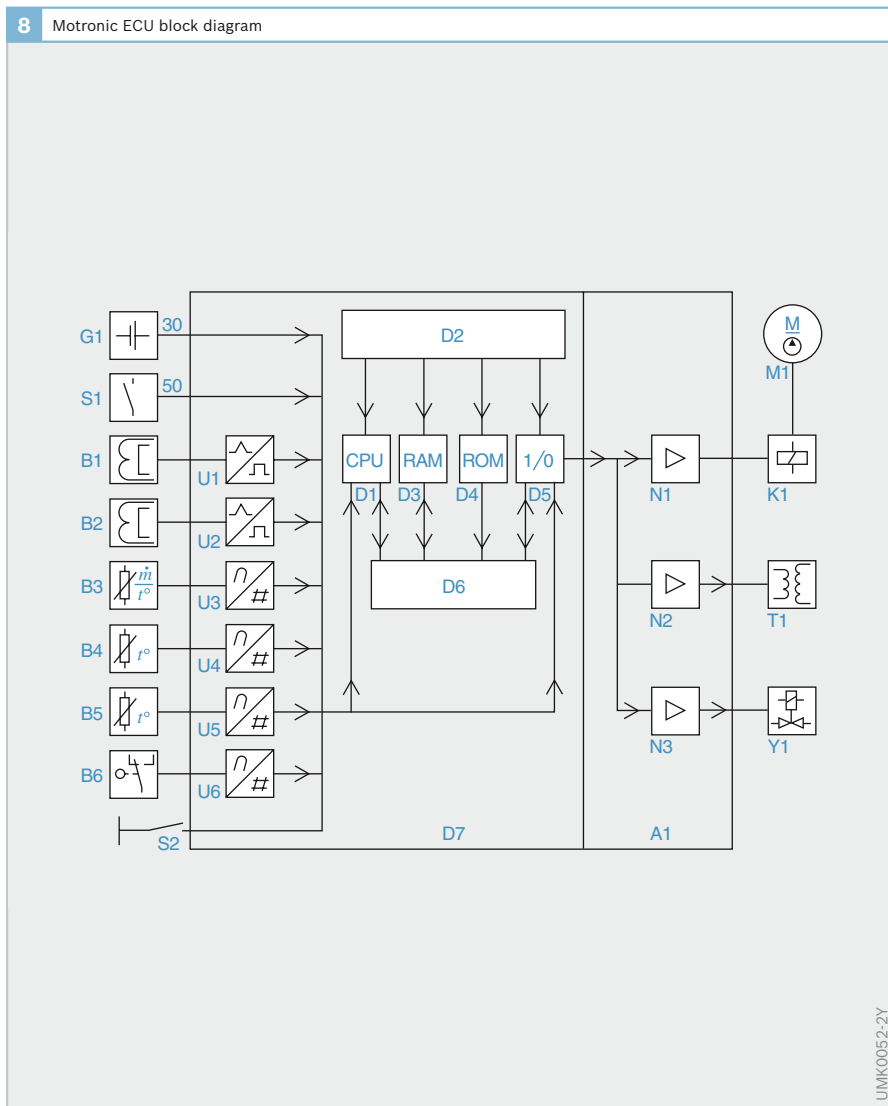 8 Motronic ECU block diagram
G1 30
D2
M
M1
S1 50
B1 U1
CPU RAM ROM 1/0
D1 D3 D4 D5
N1 K1
B2 U2
B3 ṁ t° U3 n #
D6
N2 T1
B4 t° U4 n #
B5 t° U5 n #
N3 Y1
B6 U6 n #
S2 D7 A1
UMK0052-2Y